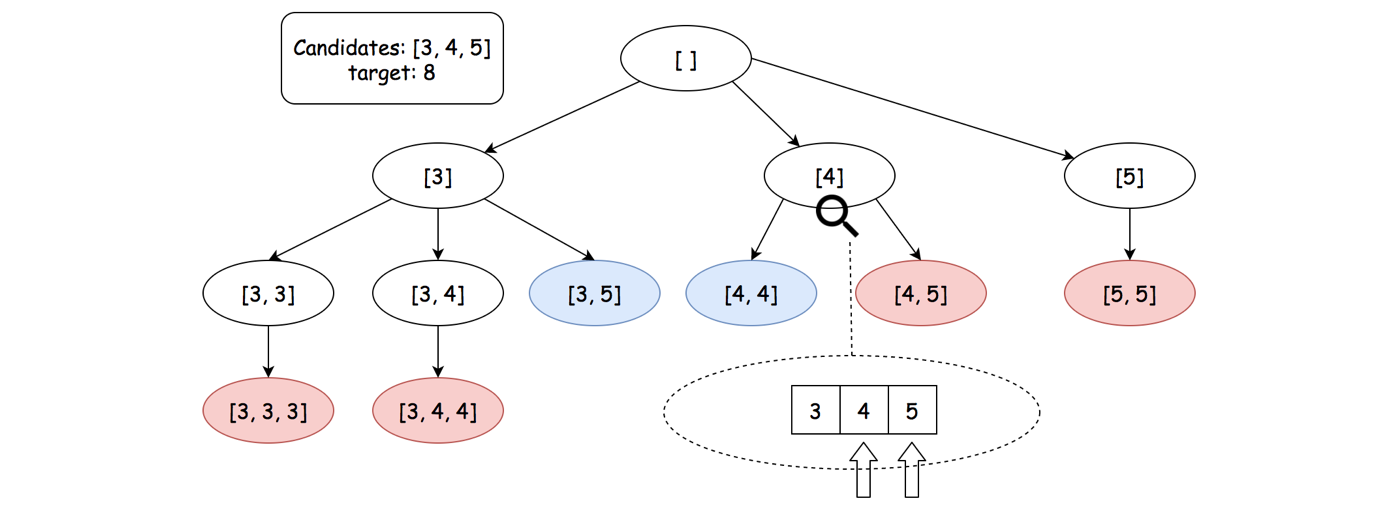 Candidates: [3, 4, 5]
target: 8
[ ]
[3]
[4]
[5]
[3, 3]
[3, 4]
[3, 5]
[4, 4]
[4, 5]
[5, 5]
[3, 3, 3]
[3, 4, 4]
3 4 5